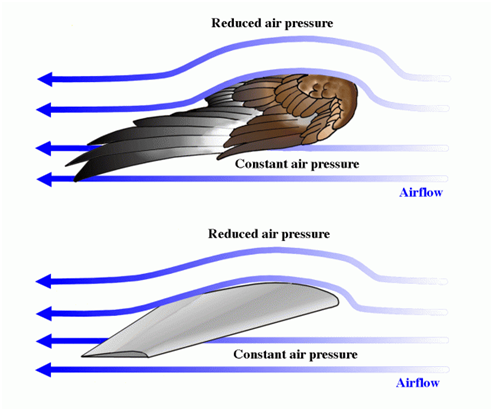 Reduced air pressure
Constant air pressure
Airflow
Reduced air pressure
Constant air pressure
Airflow